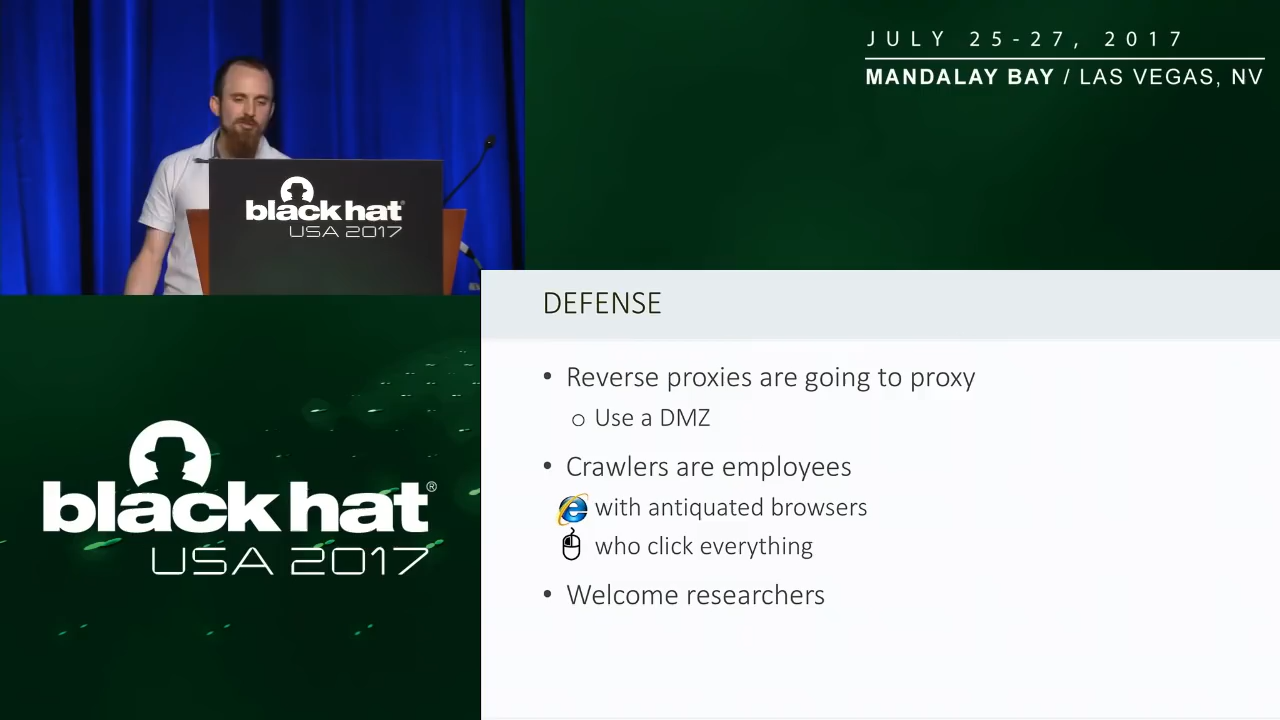 JULY 25-27, 2017
MANDALAY BAY / LAS VEGAS, NV
black hat
USA 2017
DEFENSE
• Reverse proxies are going to proxy
o Use a DMZ
• Crawlers are employees
with antiquated browsers
who click everything
• Welcome researchers
black hat®
USA 2017